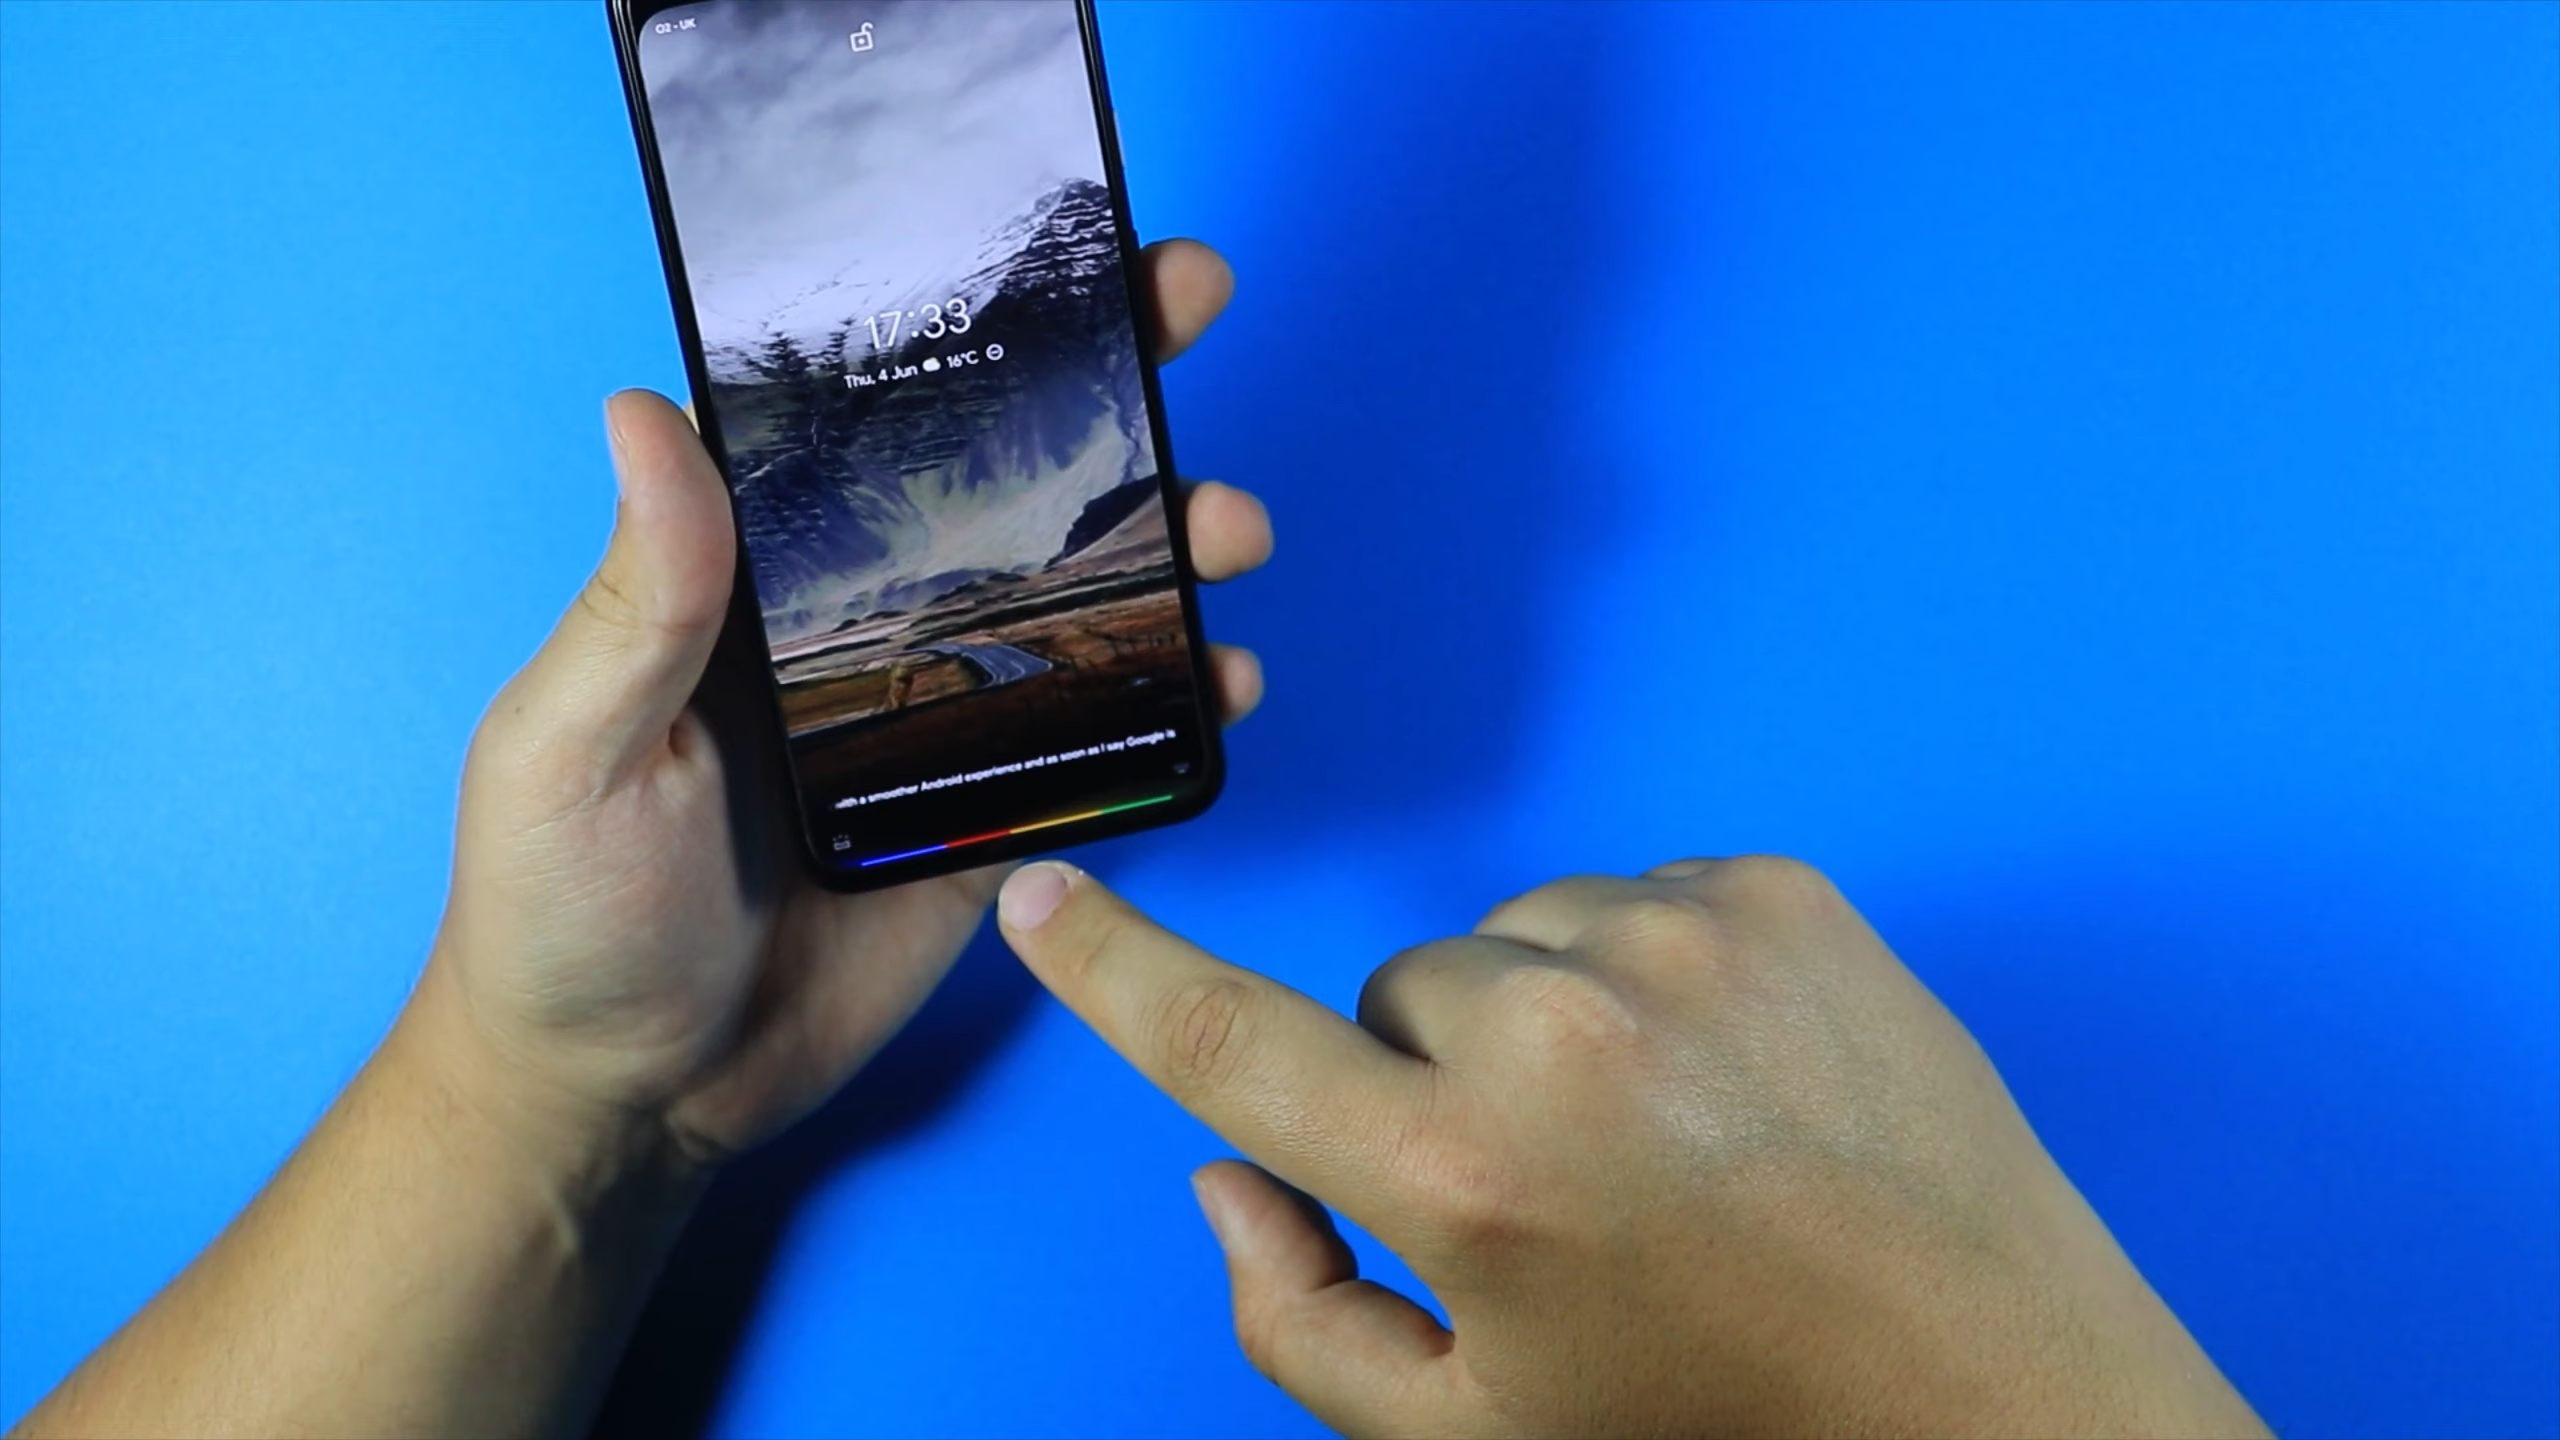 O2 - UK
17:33
Thu, 4 Jun 16°C
with a smoother Android experience and as soon as I say Google is